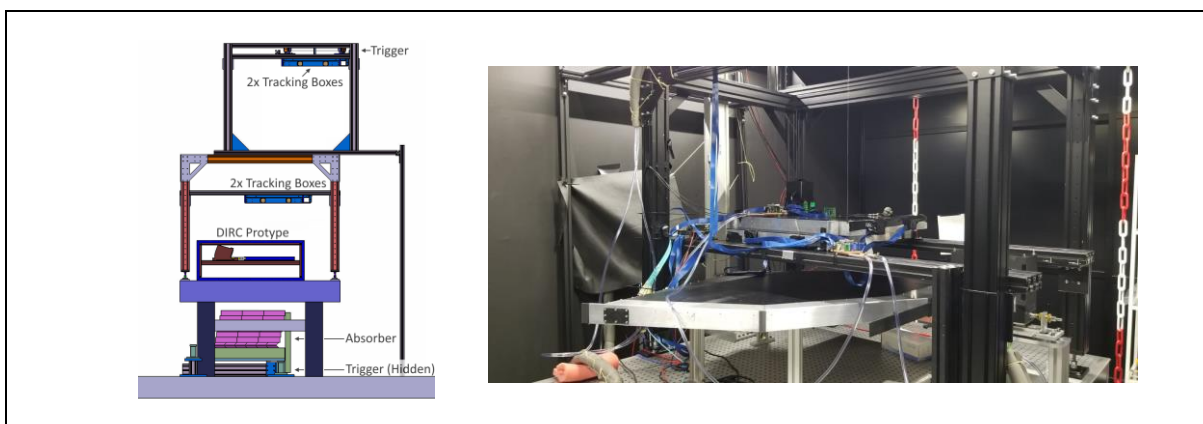 Trigger
2x Tracking Boxes
2x Tracking Boxes
DIRC Protype
Absorber
Trigger (Hidden)